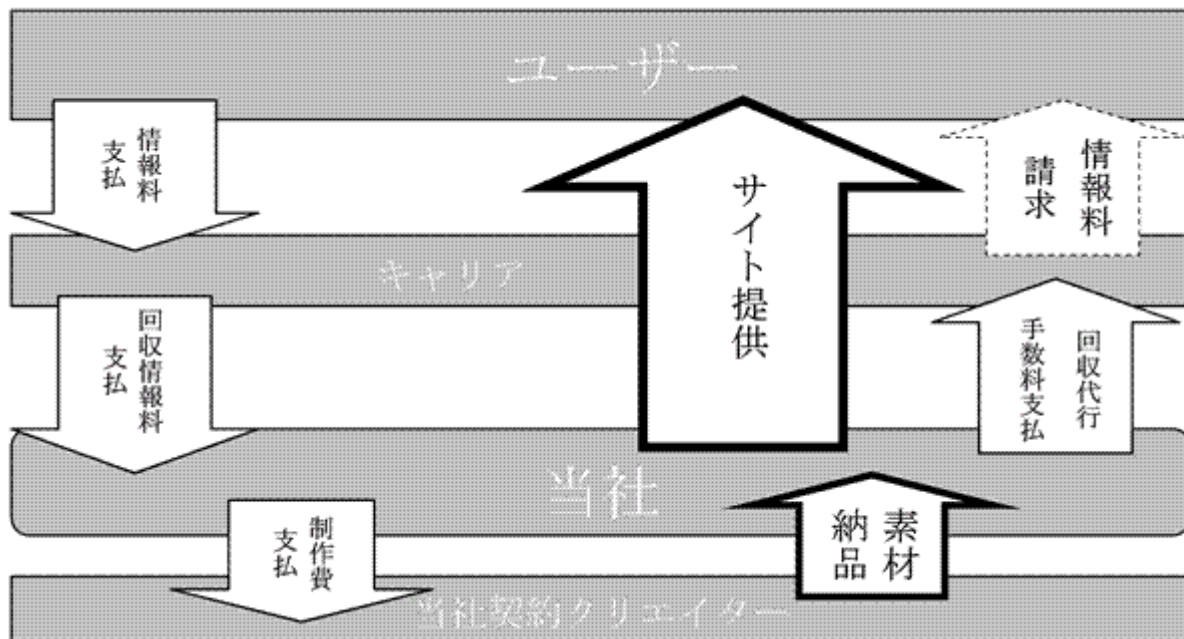 ユーザー
情報料
支払
サイト提供
情報料
請求
キャリア
回収情報料
支払
回収代行
手数料支払
当社
制作費
支払
素材
納品
当社契約クリエイター